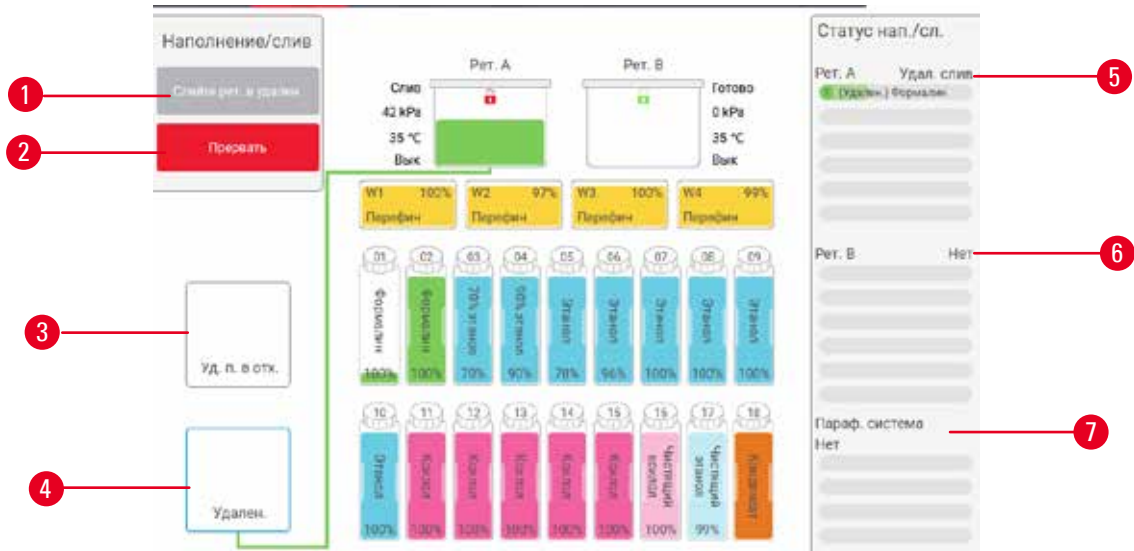 Наполнение/слив
1
Слейте рет. в удален.
2
Прервать
3
Уд. п. в отх.
4
Удален.
Рет. A
Рет. B
Слив
42 kPa
35 °C
Вык
Готово
0 kPa
35 °C
Вык
W1 100%
Парафин
W2 97%
Парафин
W3 100%
Парафин
W4 99%
Парафин
01
Формалин
100%
02
Формалин
100%
03
70% этанол
70%
04
90% этанол
90%
05
Этанол
78%
06
Этанол
96%
07
Этанол
100%
08
Этанол
100%
09
Этанол
100%
10
Этанол
100%
11
Ксилол
100%
12
Ксилол
100%
13
Ксилол
100%
14
Ксилол
100%
15
Ксилол
100%
16
Чистящий
ксилол
100%
17
Чистящий
этанол
99%
18
Конденсат
Статус нап./сл.
Рет. A Удал. слив
5
(Удален.) Формалин
Рет. B Нет
6
Параф. система
Нет
7